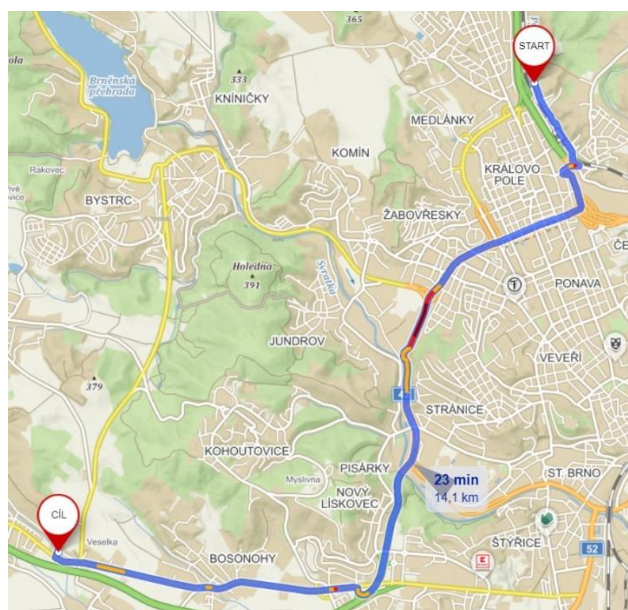 365
START
Brněnská
přehrada
333
KNÍNIČKY
MEDLÁNKY
KOMÍN
Rakovec
KRÁLOVO
POLE
BYSTRC
ŽABOVŘESKY
Holedná
391
Svratka
PONAVA
JUNDROV
VEVEŘÍ
379
STRÁNICE
KOHOUTOVICE
PISÁRKY
Myslivna
NOVÝ
LÍSKOVEC
23 min
14,1 km
ST. BRNO
CÍL
Veselka
BOSONOHY
ŠTÝŘICE
52